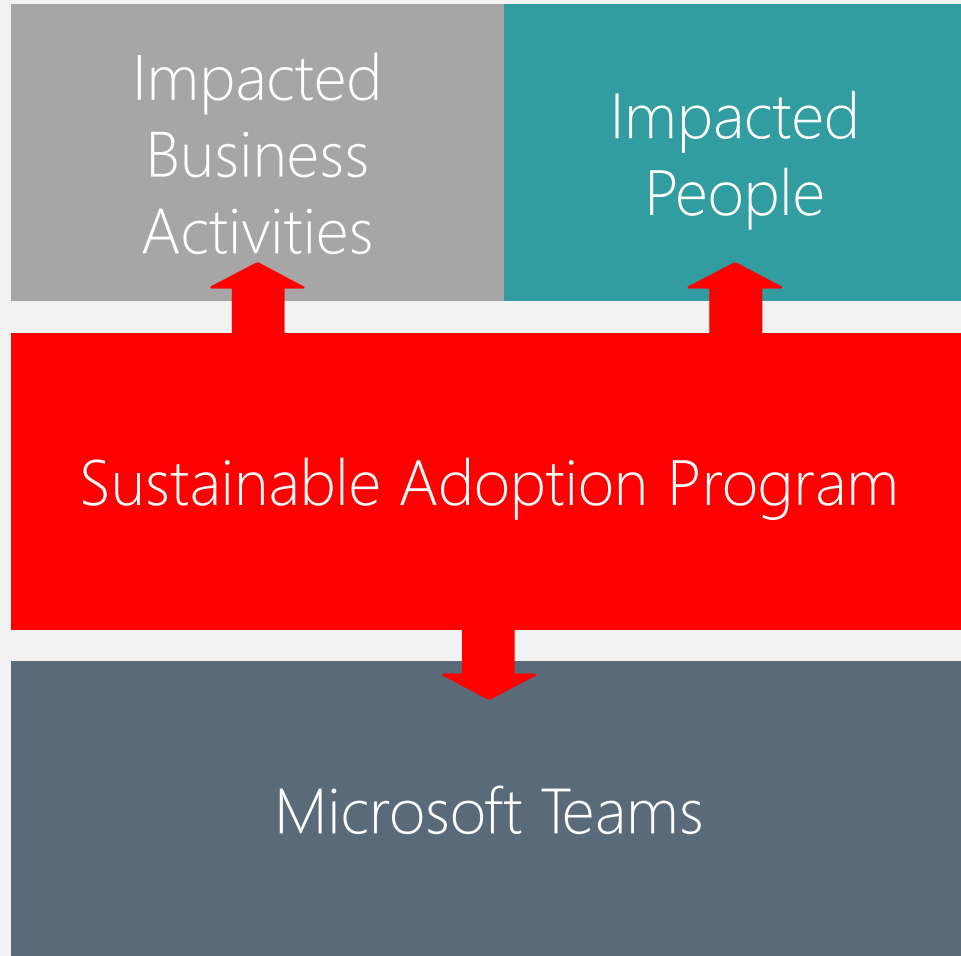 Impacted
Business
Activities
Impacted
People
Sustainable Adoption Program
Microsoft Teams